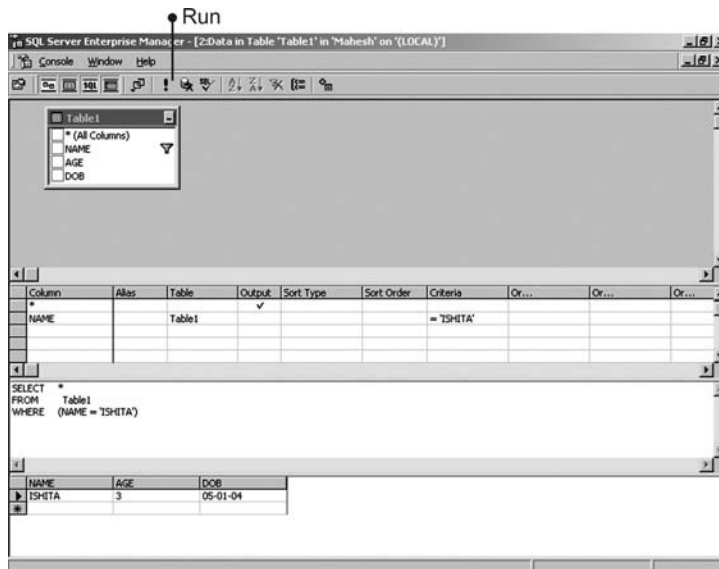 Run
SQL Server Enterprise Manager - [2:Data in Table 'Table1' in 'Mahesh' on '(LOCAL)']
Console Window Help
SQL
Table1
* (All Columns)
NAME
AGE
DOB
Column Alias Table Output Sort Type Sort Order Criteria Or... Or... Or...
*
NAME Table1 = 'ISHITA'
SELECT *
FROM Table1
WHERE (NAME = 'ISHITA')
NAME AGE DOB
ISHITA 3 05-01-04